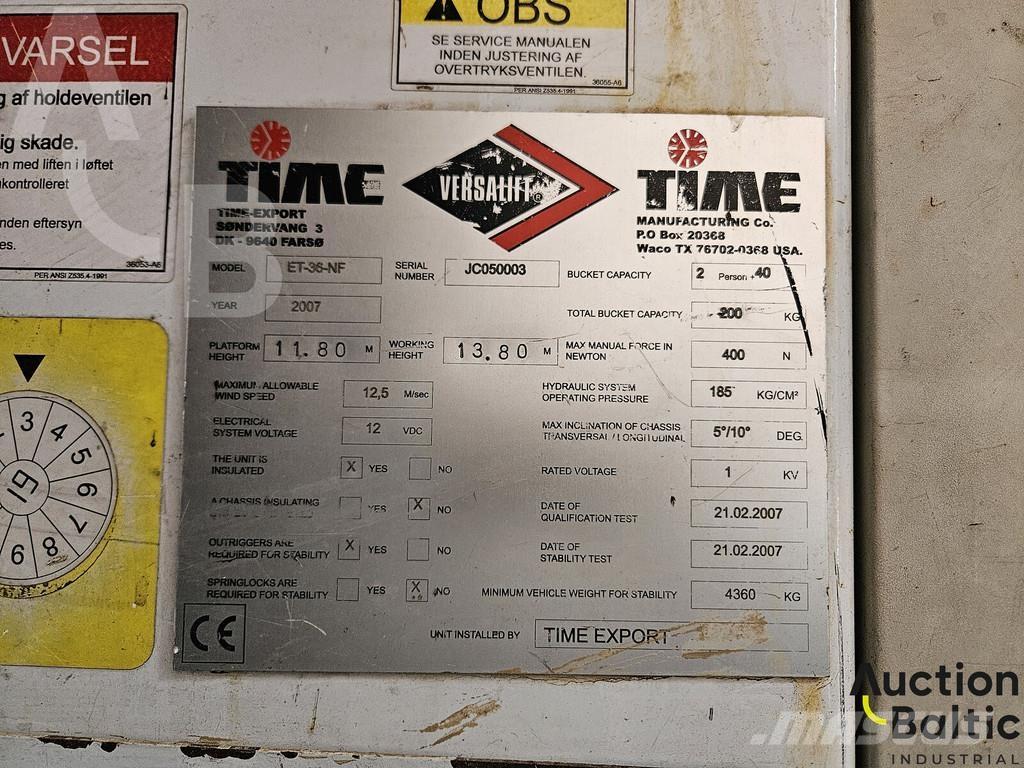 VARSEL
g af holdeventilen
ig skade.
en med liften i løftet
kontrolleret
nden eftersyn
es.
PER ANSI Z535.4-1991
36053-A6
OBS
SE SERVICE MANUALEN
INDEN JUSTERING AF
OVERTRYKSVENTILEN.
36055-A6
PER ANSI Z535.4-1991
TIME
TIME-EXPORT
SØNDERVANG 3
DK - 9640 FARSØ
VERSALIFT®
TIME
MANUFACTURING Co.
P.O Box 20368
Waco TX 76702-0368 USA.
MODEL ET-36-NF SERIAL NUMBER JC050003 BUCKET CAPACITY 2 Person + 40
YEAR 2007 TOTAL BUCKET CAPACITY 200 KG
PLATFORM HEIGHT 11.80 M WORKING HEIGHT 13.80 M MAX MANUAL FORCE IN NEWTON 400 N
MAXIMUM ALLOWABLE WIND SPEED 12,5 M/sec HYDRAULIC SYSTEM OPERATING PRESSURE 185 KG/CM²
ELECTRICAL SYSTEM VOLTAGE 12 VDC MAX INCLINATION OF CHASSIS TRANSVERSAL / LONGITUDINAL 5°/10° DEG.
THE UNIT IS INSULATED X YES NO RATED VOLTAGE 1 KV
A CHASSIS INSULATING YES X NO DATE OF QUALIFICATION TEST 21.02.2007
OUTRIGGERS ARE REQUIRED FOR STABILITY X YES NO DATE OF STABILITY TEST 21.02.2007
SPRINGLOCKS ARE REQUIRED FOR STABILITY YES X NO MINIMUM VEHICLE WEIGHT FOR STABILITY 4360 KG
CE UNIT INSTALLED BY TIME EXPORT
3
4
5
6
7
8
9
19
Auction
Baltic
INDUSTRIAL
MASCUS